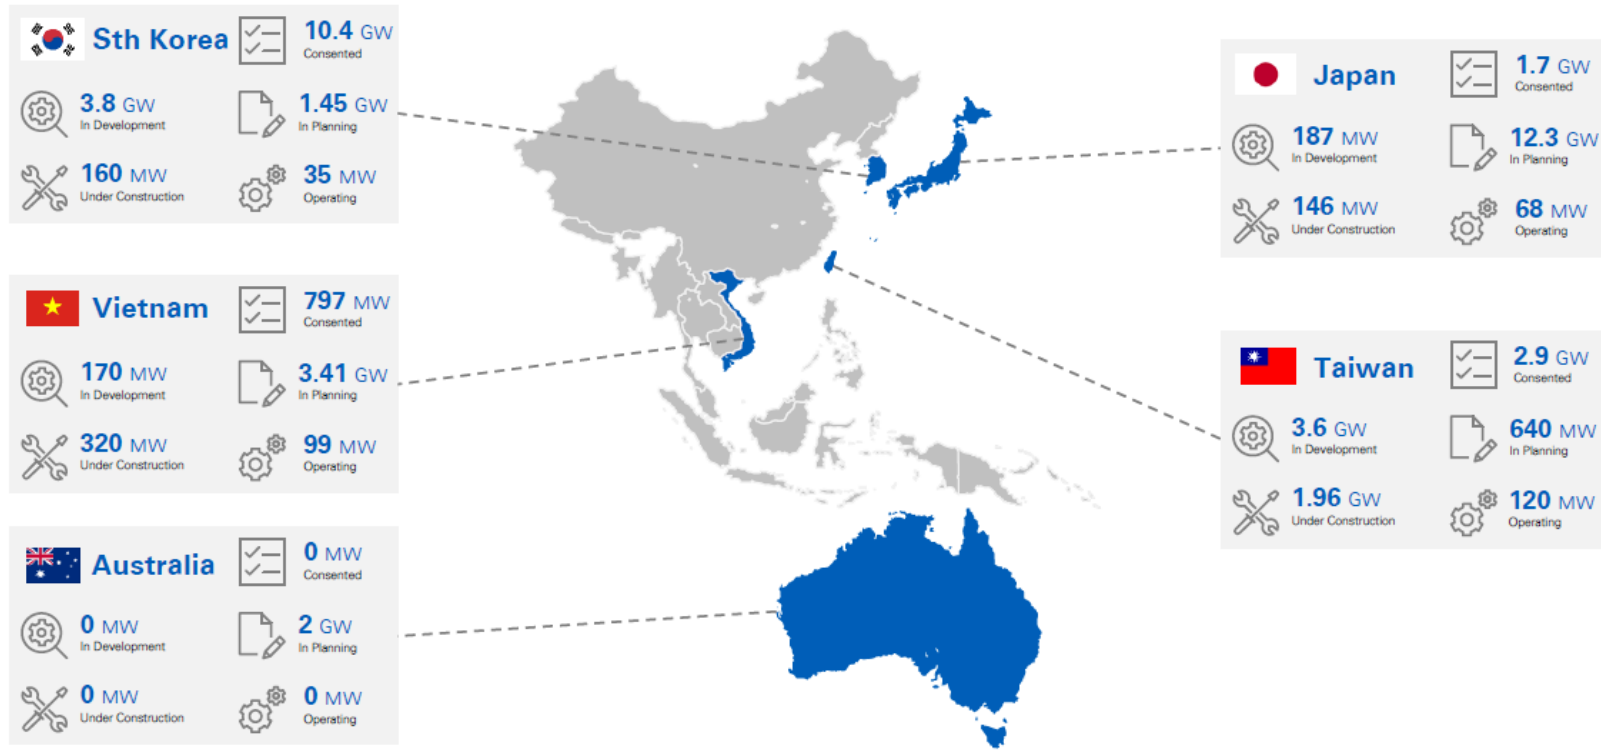 Sth Korea
10.4 GW
Consented
3.8 GW
In Development
1.45 GW
In Planning
160 MW
Under Construction
35 MW
Operating
Vietnam
797 MW
Consented
170 MW
In Development
3.41 GW
In Planning
320 MW
Under Construction
99 MW
Operating
Australia
0 MW
Consented
0 MW
In Development
2 GW
In Planning
0 MW
Under Construction
0 MW
Operating
Japan
1.7 GW
Consented
187 MW
In Development
12.3 GW
In Planning
146 MW
Under Construction
68 MW
Operating
Taiwan
2.9 GW
Consented
3.6 GW
In Development
640 MW
In Planning
1.96 GW
Under Construction
120 MW
Operating